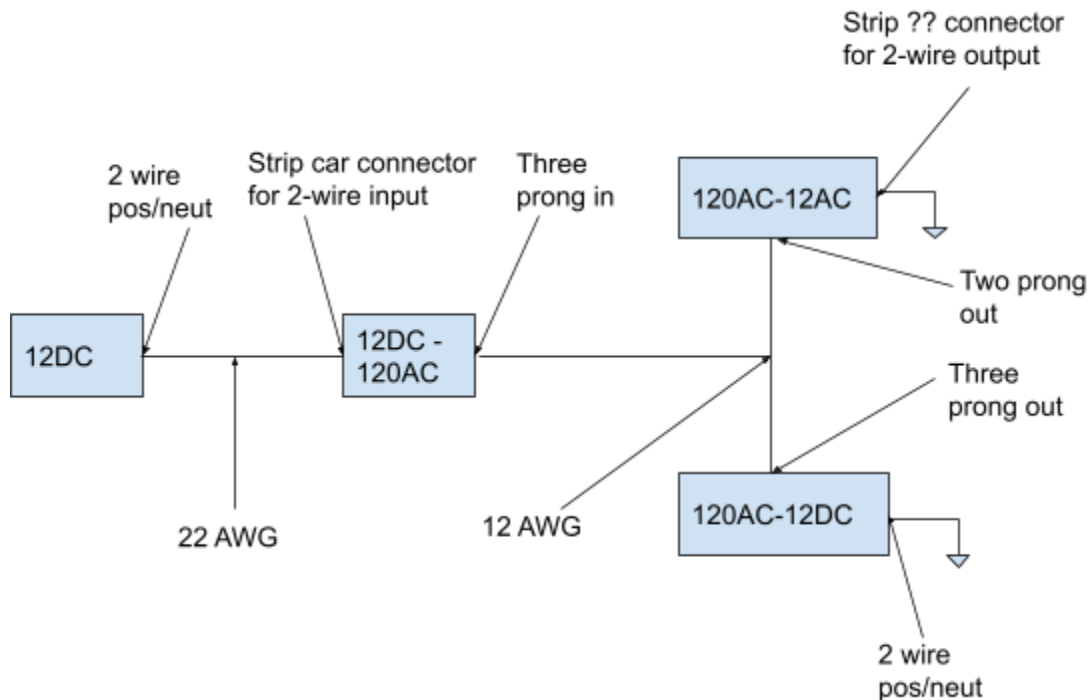 Strip ?? connector
for 2-wire output
2 wire
pos/neut
Strip car connector
for 2-wire input
Three
prong in
120AC-12AC
Two prong
out
12DC
12DC -
120AC
Three
prong out
22 AWG
12 AWG
120AC-12DC
2 wire
pos/neut